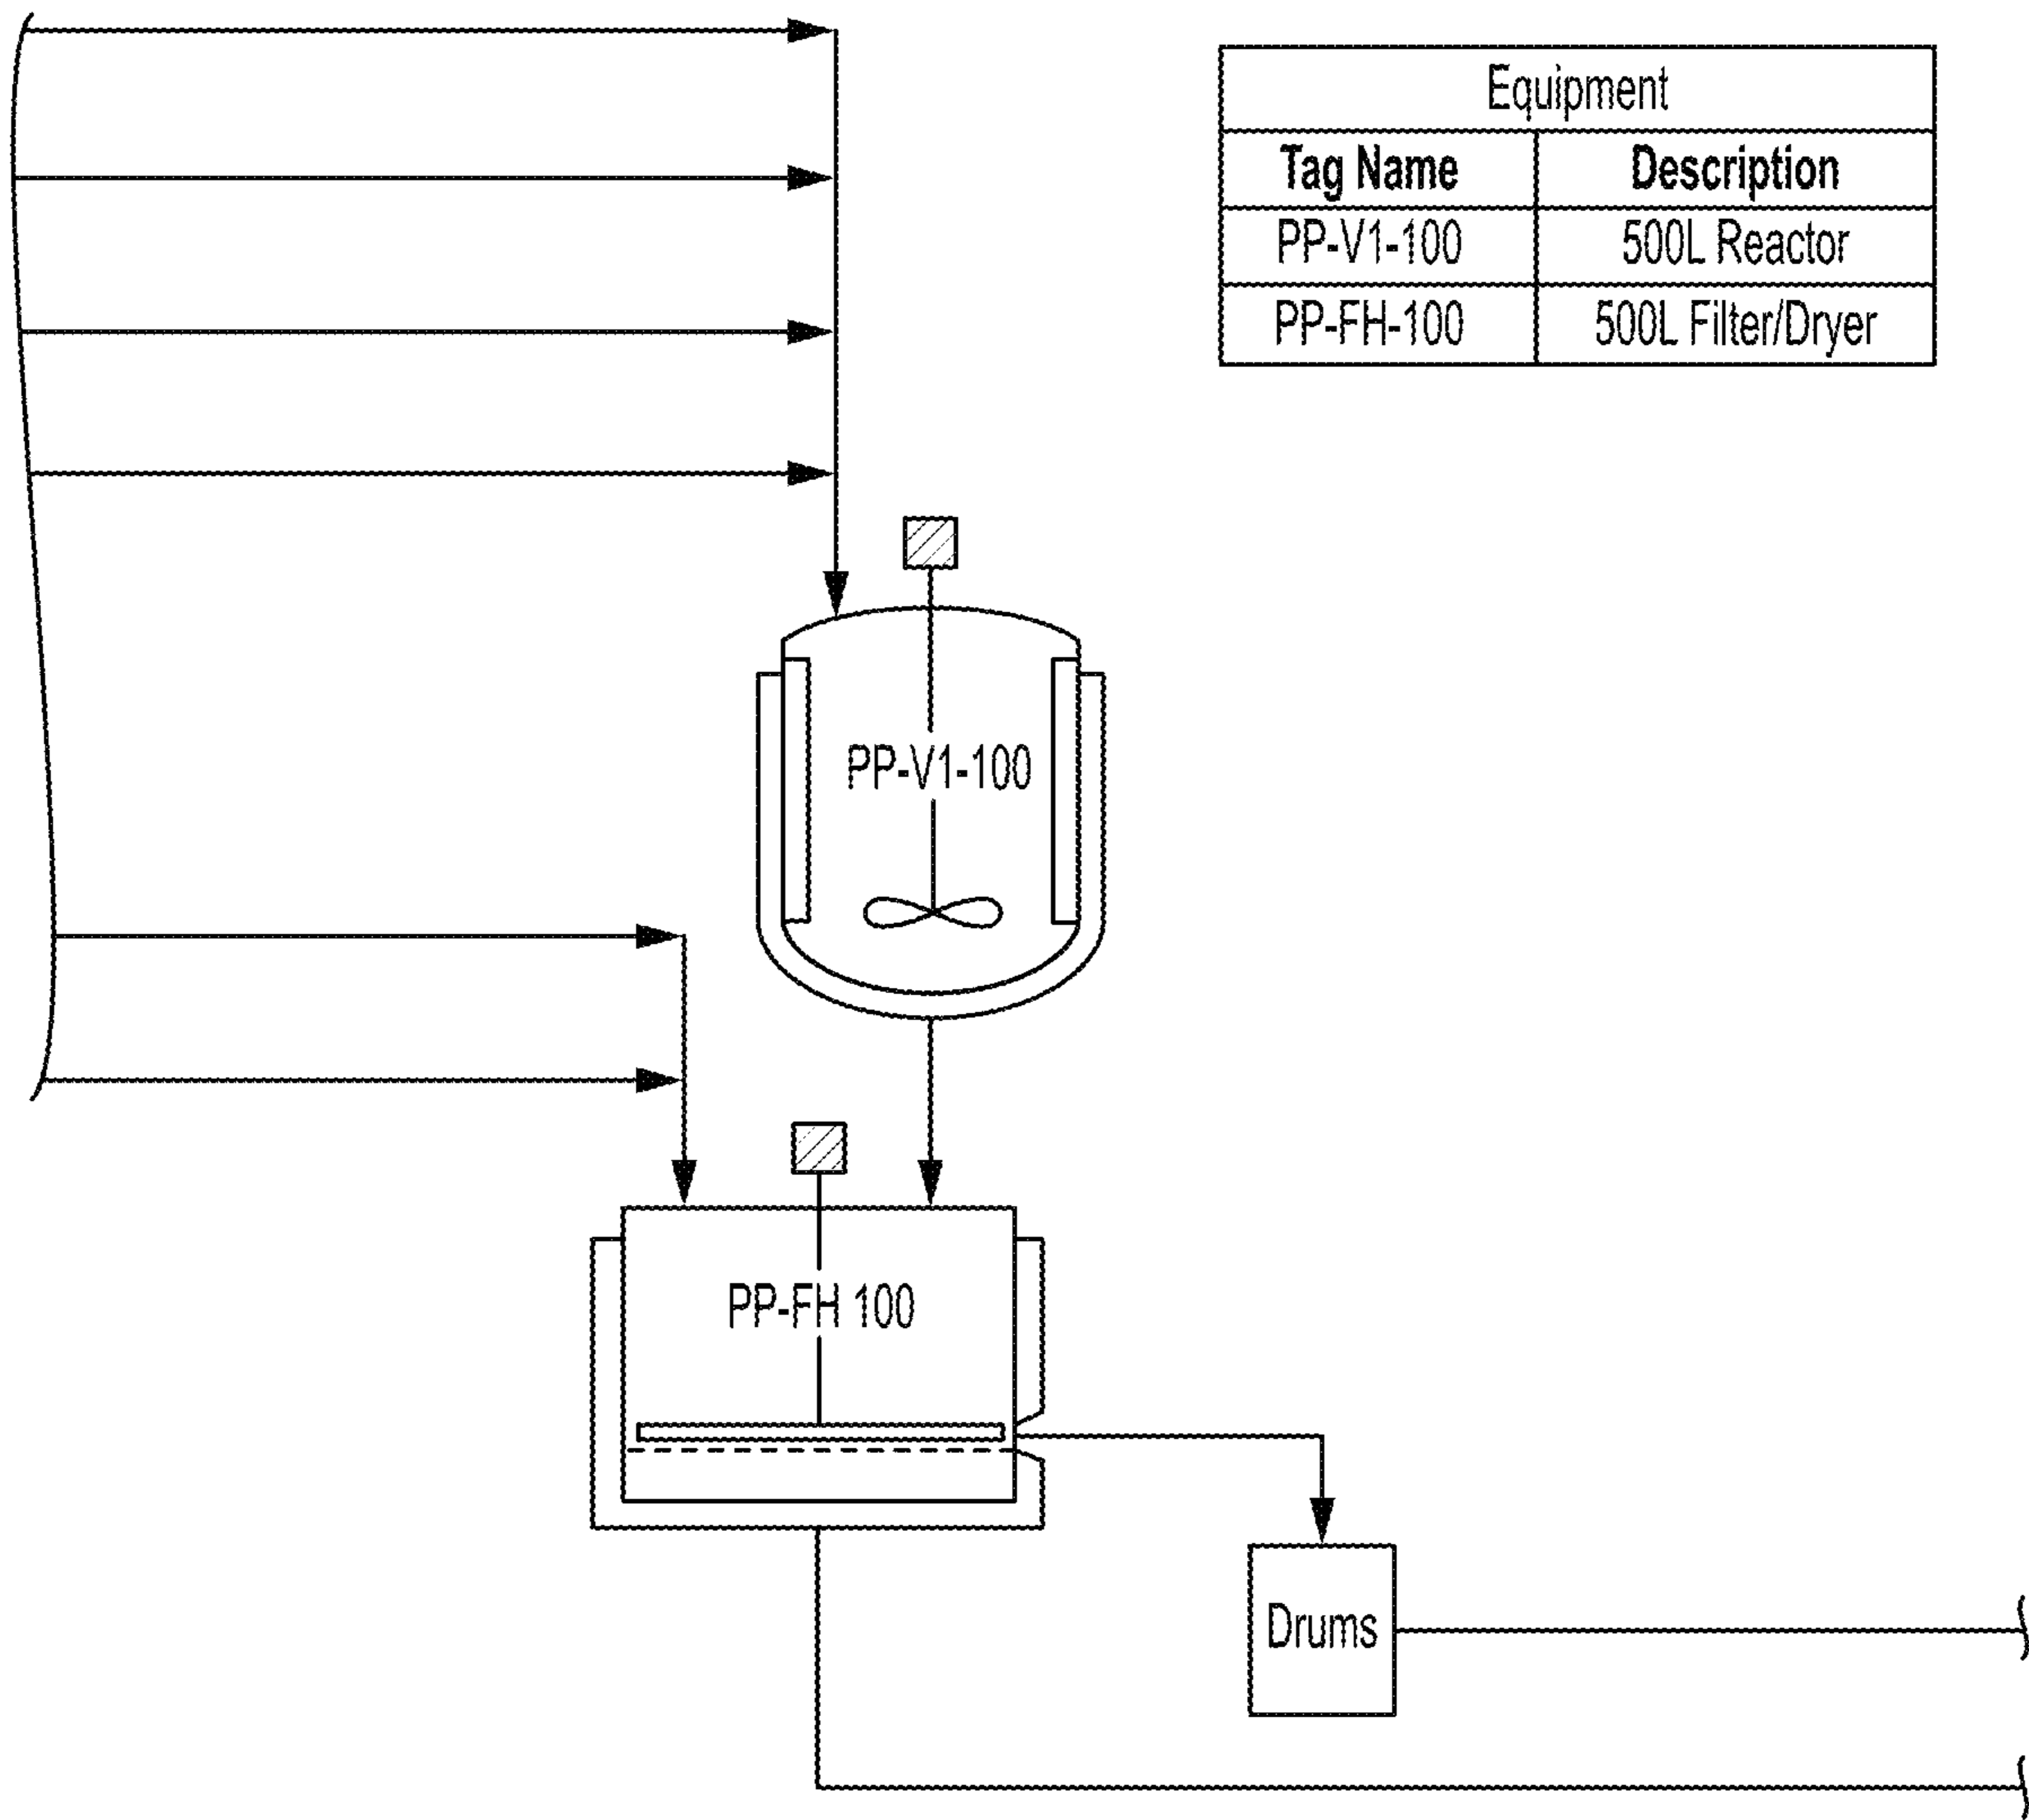 Equipment
Tag Name Description
PP-V1-100 500L Reactor
PP-FH-100 500L Filter/Dryer
PP-V1-100
PP-FH 100
Drums